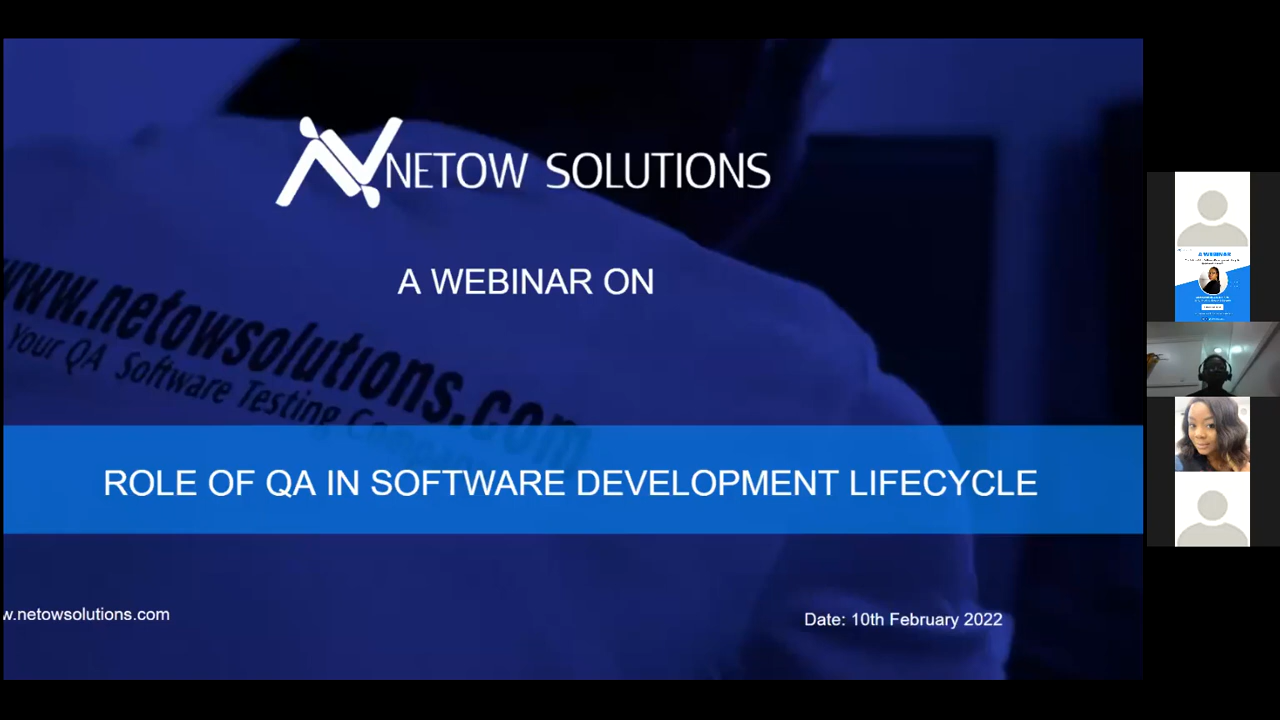 NETOW SOLUTIONS
A WEBINAR ON
www.netowsolutions.com
Your QA Software Testing
ROLE OF QA IN SOFTWARE DEVELOPMENT LIFECYCLE
w.netowsolutions.com
Date: 10th February 2022
A WEBINAR